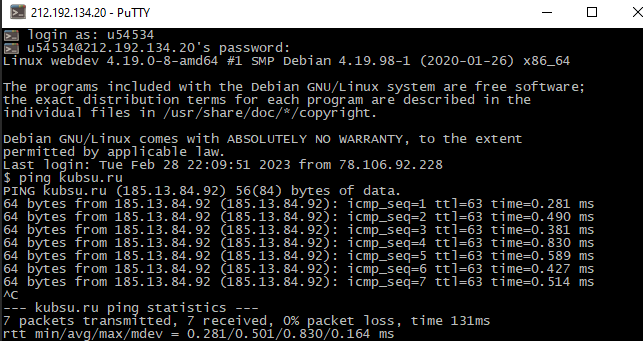 212.192.134.20 - PuTTY
login as: u54534
u54534@212.192.134.20's password:
Linux webdev 4.19.0-8-amd64 #1 SMP Debian 4.19.98-1 (2020-01-26) x86_64
The programs included with the Debian GNU/Linux system are free software;
the exact distribution terms for each program are described in the
individual files in /usr/share/doc/*/copyright.
Debian GNU/Linux comes with ABSOLUTELY NO WARRANTY, to the extent
permitted by applicable law.
Last login: Tue Feb 28 22:09:51 2023 from 78.106.92.228
$ ping kubsu.ru
PING kubsu.ru (185.13.84.92) 56(84) bytes of data.
64 bytes from 185.13.84.92 (185.13.84.92): icmp_seq=1 ttl=63 time=0.281 ms
64 bytes from 185.13.84.92 (185.13.84.92): icmp_seq=2 ttl=63 time=0.490 ms
64 bytes from 185.13.84.92 (185.13.84.92): icmp_seq=3 ttl=63 time=0.381 ms
64 bytes from 185.13.84.92 (185.13.84.92): icmp_seq=4 ttl=63 time=0.830 ms
64 bytes from 185.13.84.92 (185.13.84.92): icmp_seq=5 ttl=63 time=0.589 ms
64 bytes from 185.13.84.92 (185.13.84.92): icmp_seq=6 ttl=63 time=0.427 ms
64 bytes from 185.13.84.92 (185.13.84.92): icmp_seq=7 ttl=63 time=0.514 ms
^C
--- kubsu.ru ping statistics ---
7 packets transmitted, 7 received, 0% packet loss, time 131ms
rtt min/avg/max/mdev = 0.281/0.501/0.830/0.164 ms